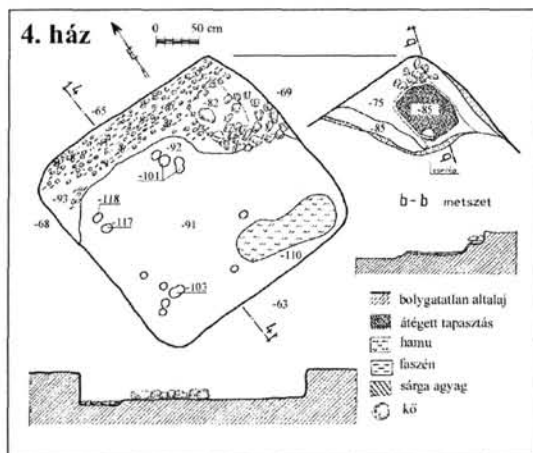 4. ház
0 50 cm
-65
-82
-69
-93
-92
-101
-68
-118
-117
-91
-110
-103
-63
-75
-85
-85
b-b metszet
bolygatatlan altalaj
átégett tapasztás
hamu
faszén
sárga agyag
kő